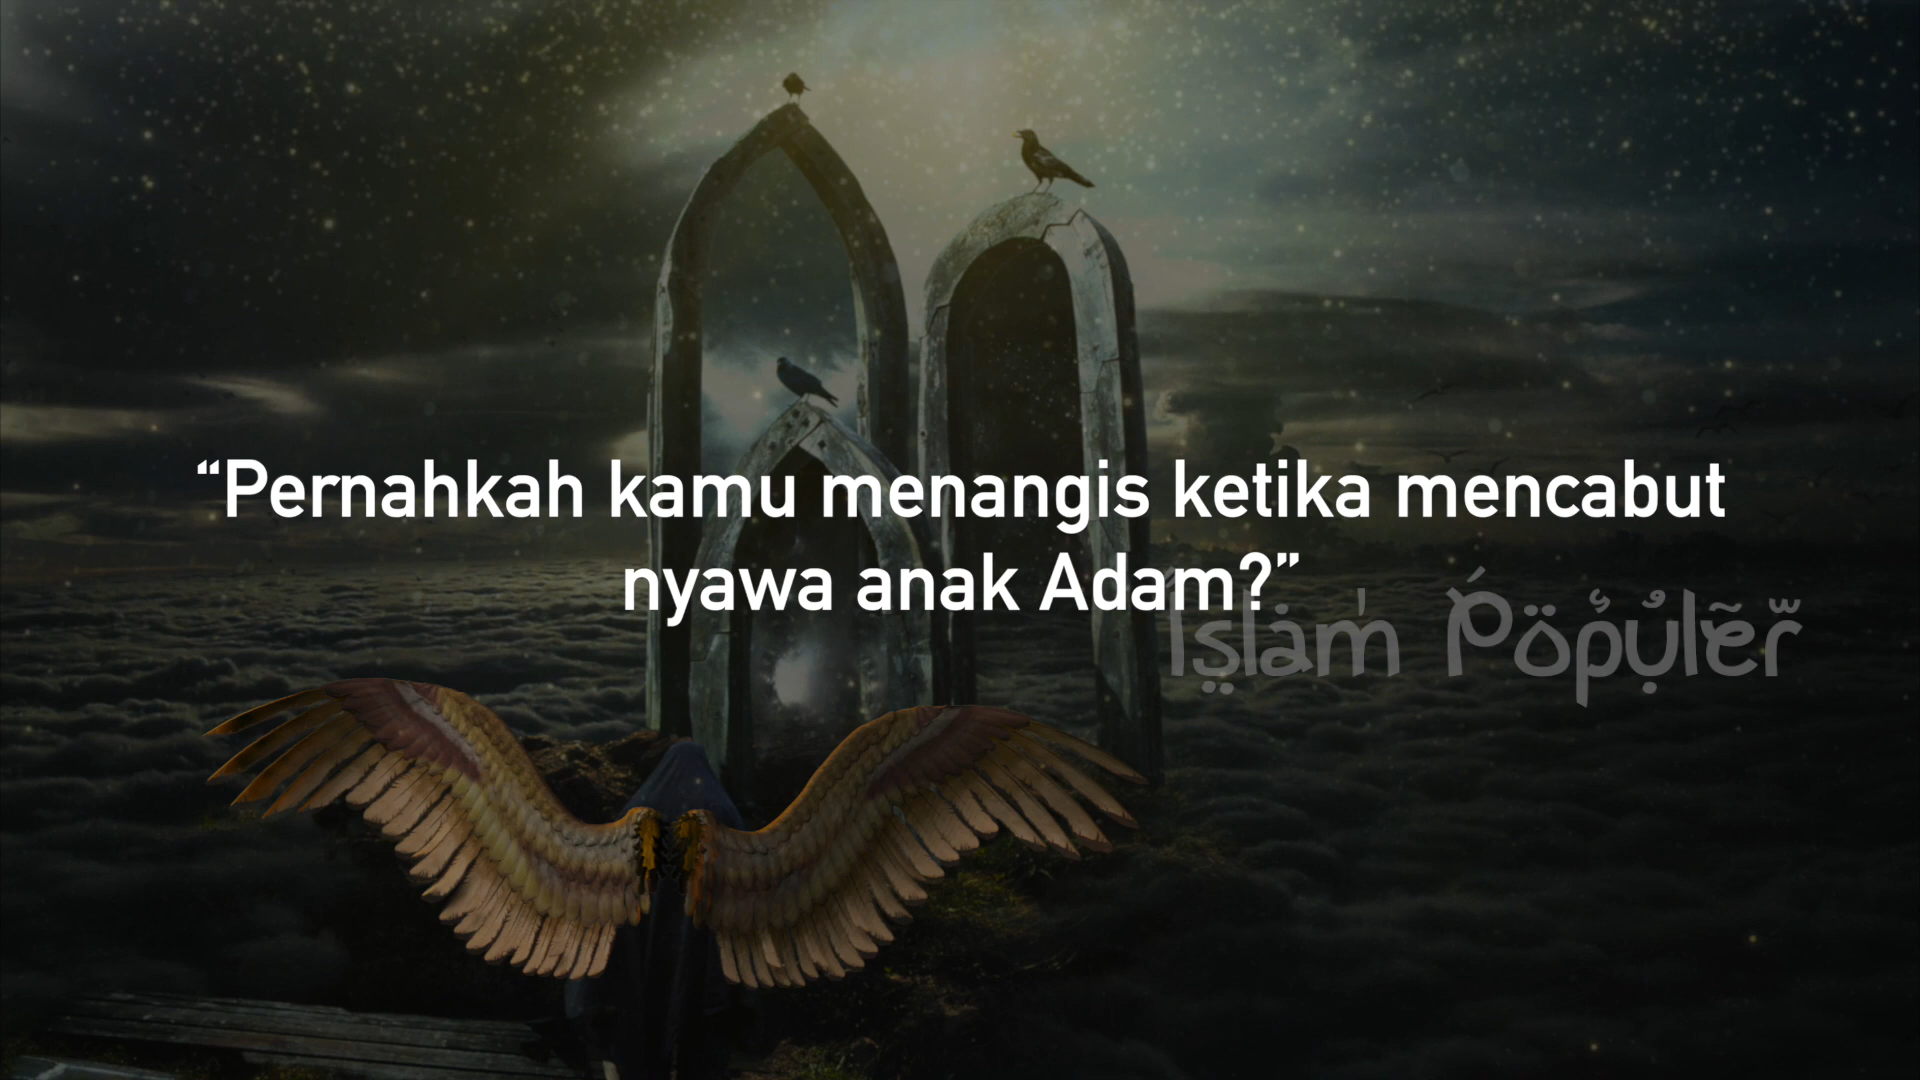 “Pernahkah kamu menangis ketika mencabut
nyawa anak Adam?”
Islam Populer